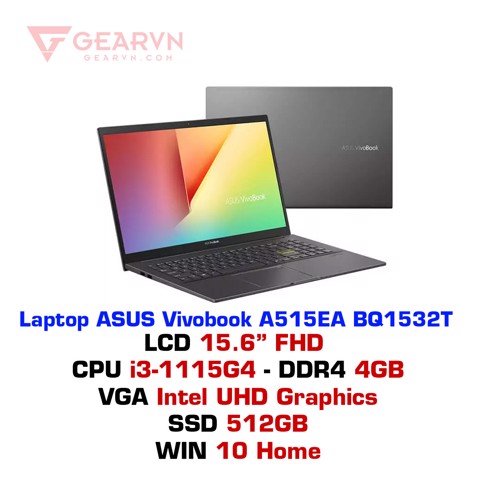 GEARVN
GEARVN.COM
ASUS VivoBook
ASUS VivoBook
Laptop ASUS Vivobook A515EA BQ1532T
LCD 15.6” FHD
CPU i3-1115G4 - DDR4 4GB
VGA Intel UHD Graphics
SSD 512GB
WIN 10 Home